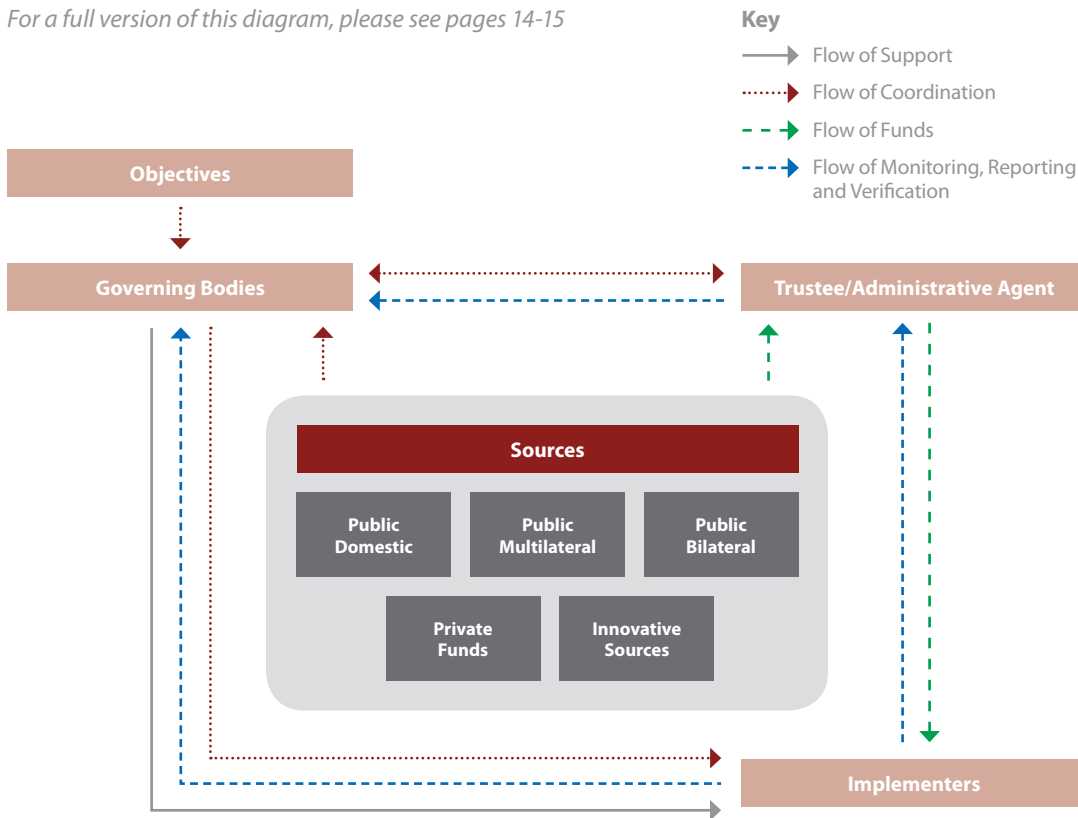 For a full version of this diagram, please see pages 14-15
Key
Flow of Support
Flow of Coordination
Flow of Funds
Flow of Monitoring, Reporting
and Verification
Objectives
Governing Bodies
Trustee/Administrative Agent
Sources
Public
Domestic
Public
Multilateral
Public
Bilateral
Private
Funds
Innovative
Sources
Implementers